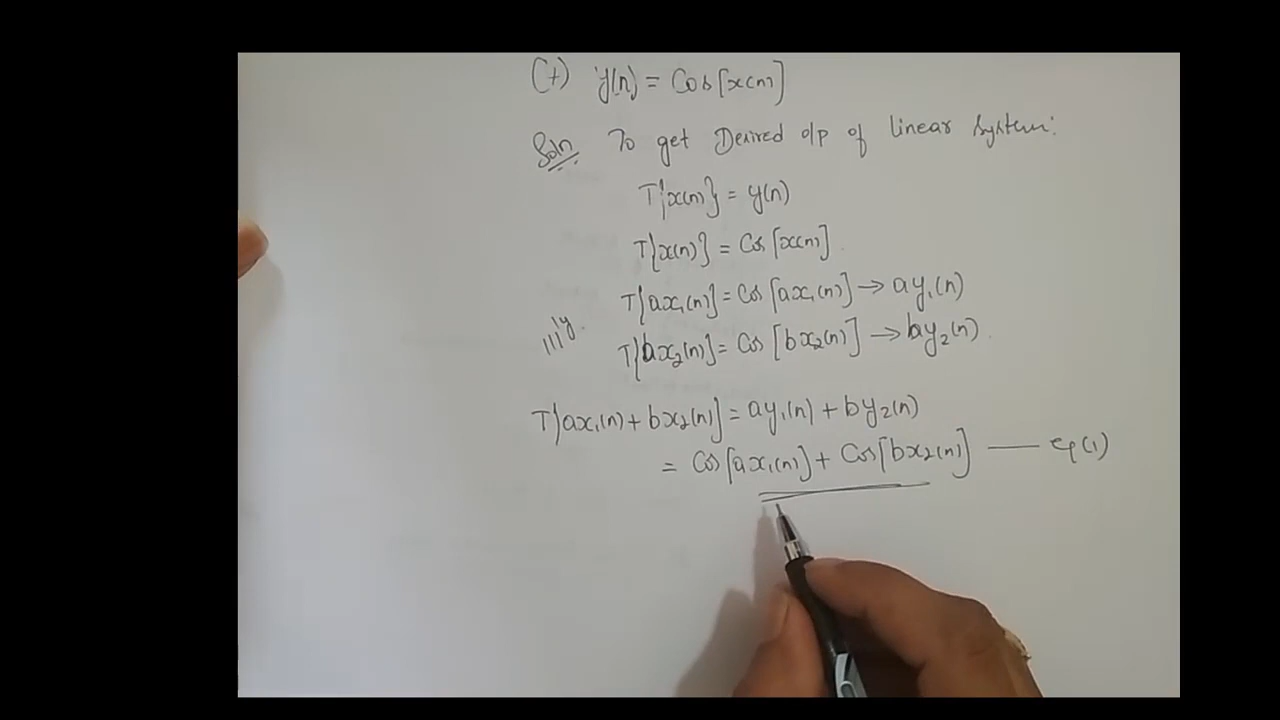 (+) y(n) = Cos[x(n)]
Soln To get Desired o/p of linear System:
T{x(n)} = y(n)
T{x(n)} = Cos[x(n)]
T{ax₁(n)} = Cos[ax₁(n)] → ay₁(n)
|||ly. T{bx₂(n)} = Cos[bx₂(n)] → by₂(n)
T{ax₁(n) + bx₂(n)} = ay₁(n) + by₂(n)
= Cos[ax₁(n)] + Cos[bx₂(n)] — eq(1)